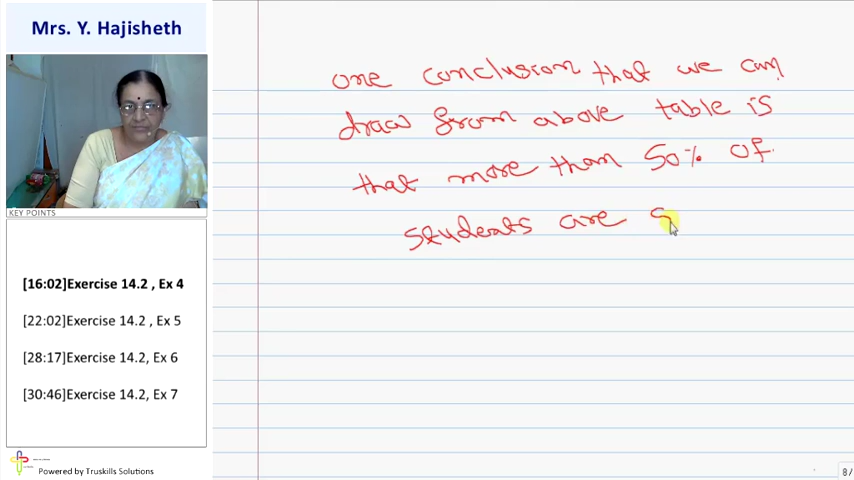 Mrs. Y. Hajisheth
KEY POINTS
[16:02]Exercise 14.2 , Ex 4
[22:02]Exercise 14.2 , Ex 5
[28:17]Exercise 14.2, Ex 6
[30:46]Exercise 14.2, Ex 7
Powered by Truskills Solutions
one conclusion that we can
draw from above table is
that more than 50% of
students are s
8/